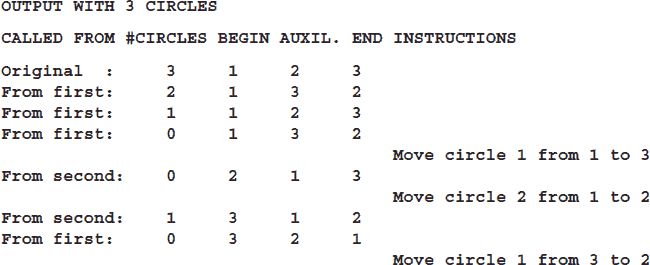 OUTPUT WITH 3 CIRCLES
CALLED FROM #CIRCLES BEGIN AUXIL. END INSTRUCTIONS
Original : 3 1 2 3
From first: 2 1 3 2
From first: 1 1 2 3
From first: 0 1 3 2
Move circle 1 from 1 to 3
From second: 0 2 1 3
Move circle 2 from 1 to 2
From second: 1 3 1 2
From first: 0 3 2 1
Move circle 1 from 3 to 2